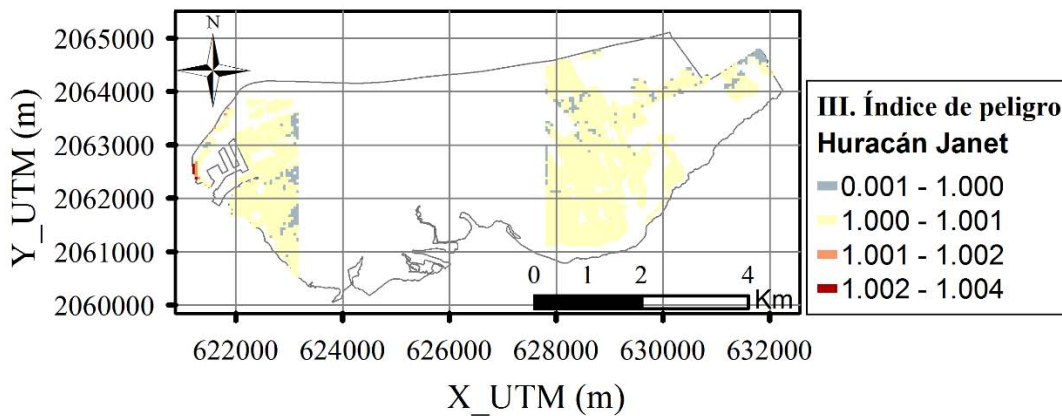 N
2065000
2064000
2063000
2062000
2061000
2060000
Y_UTM (m)
0 1 2 4
Km
622000 624000 626000 628000 630000 632000
X_UTM (m)
III. Índice de peligro
Huracán Janet
0.001 - 1.000
1.000 - 1.001
1.001 - 1.002
1.002 - 1.004